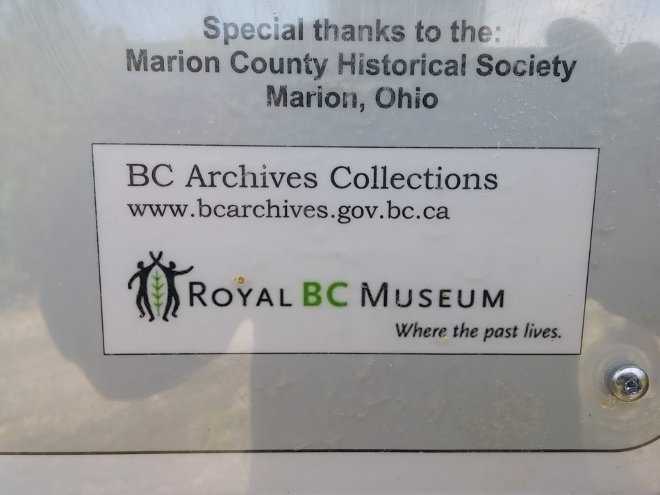 Special thanks to the:
Marion County Historical Society
Marion, Ohio
BC Archives Collections
www.bcarchives.gov.bc.ca
ROYAL BC MUSEUM
Where the past lives.